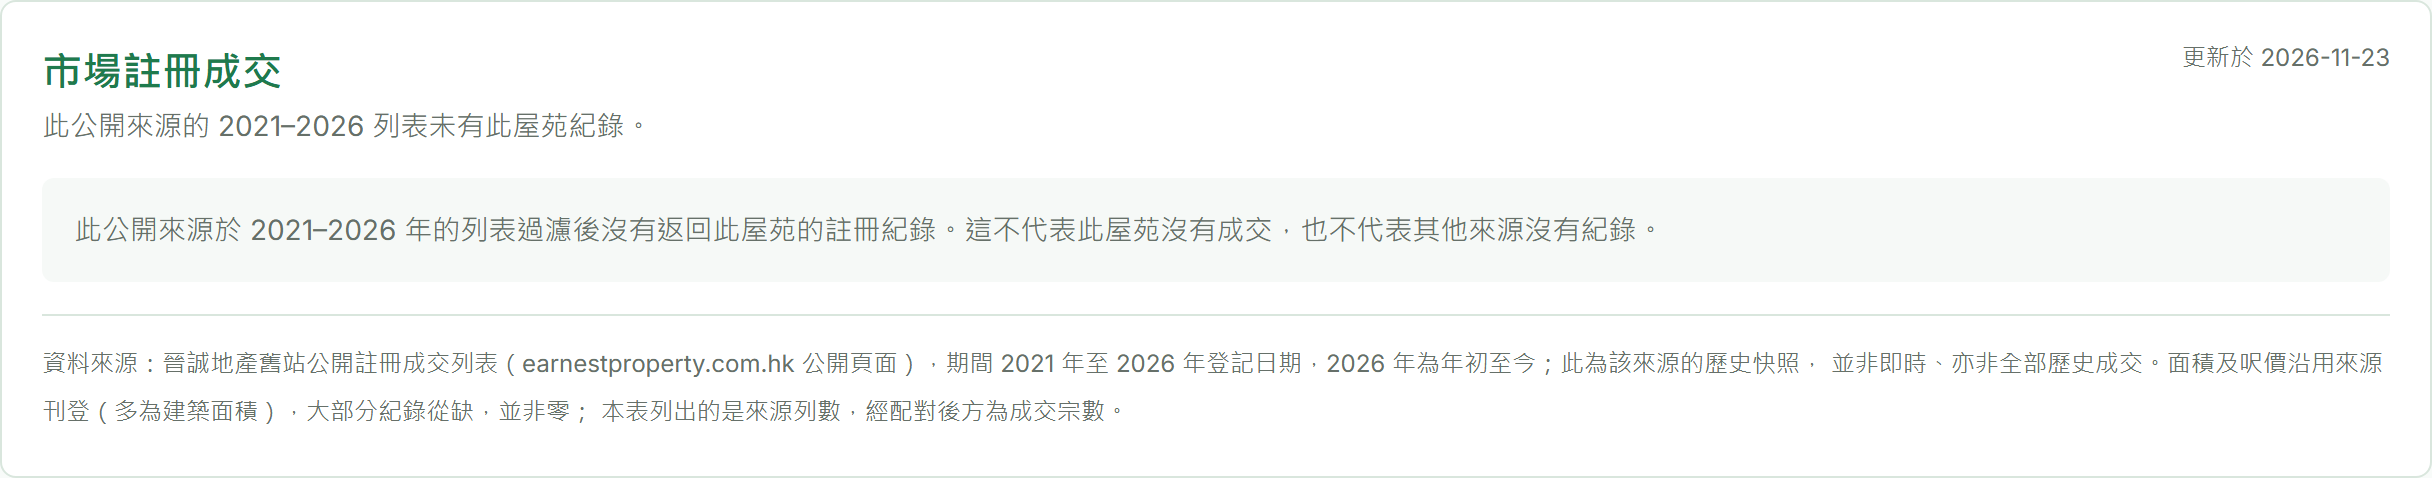 市場註冊成交
更新於 2026-11-23
此公開來源的 2021–2026 列表未有此屋苑紀錄。
此公開來源於 2021–2026 年的列表過濾後沒有返回此屋苑的註冊紀錄。這不代表此屋苑沒有成交，也不代表其他來源沒有紀錄。
資料來源：晉誠地產舊站公開註冊成交列表（earnestproperty.com.hk 公開頁面），期間 2021 年至 2026 年登記日期，2026 年為年初至今；此為該來源的歷史快照， 並非即時、亦非全部歷史成交。面積及呎價沿用來源
刊登（多為建築面積），大部分紀錄從缺，並非零； 本表列出的是來源列數，經配對後方為成交宗數。